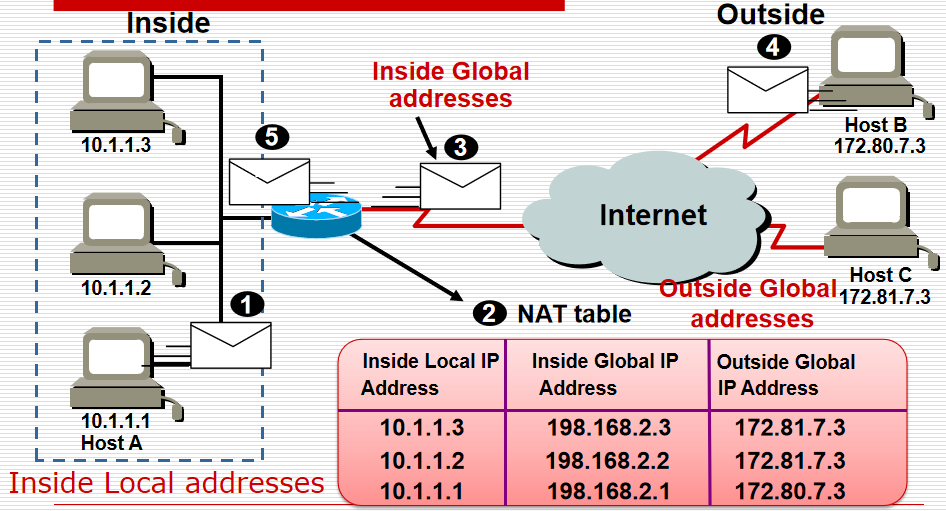 Inside
Outside
4
Inside Global
addresses
5
3
10.1.1.3
Host B
172.80.7.3
Internet
10.1.1.2
Host C
172.81.7.3
Outside Global
addresses
1
2 NAT table
10.1.1.1
Host A
Inside Local addresses
Inside Local IP Address
Inside Global IP Address
Outside Global IP Address
10.1.1.3 198.168.2.3 172.81.7.3
10.1.1.2 198.168.2.2 172.81.7.3
10.1.1.1 198.168.2.1 172.80.7.3